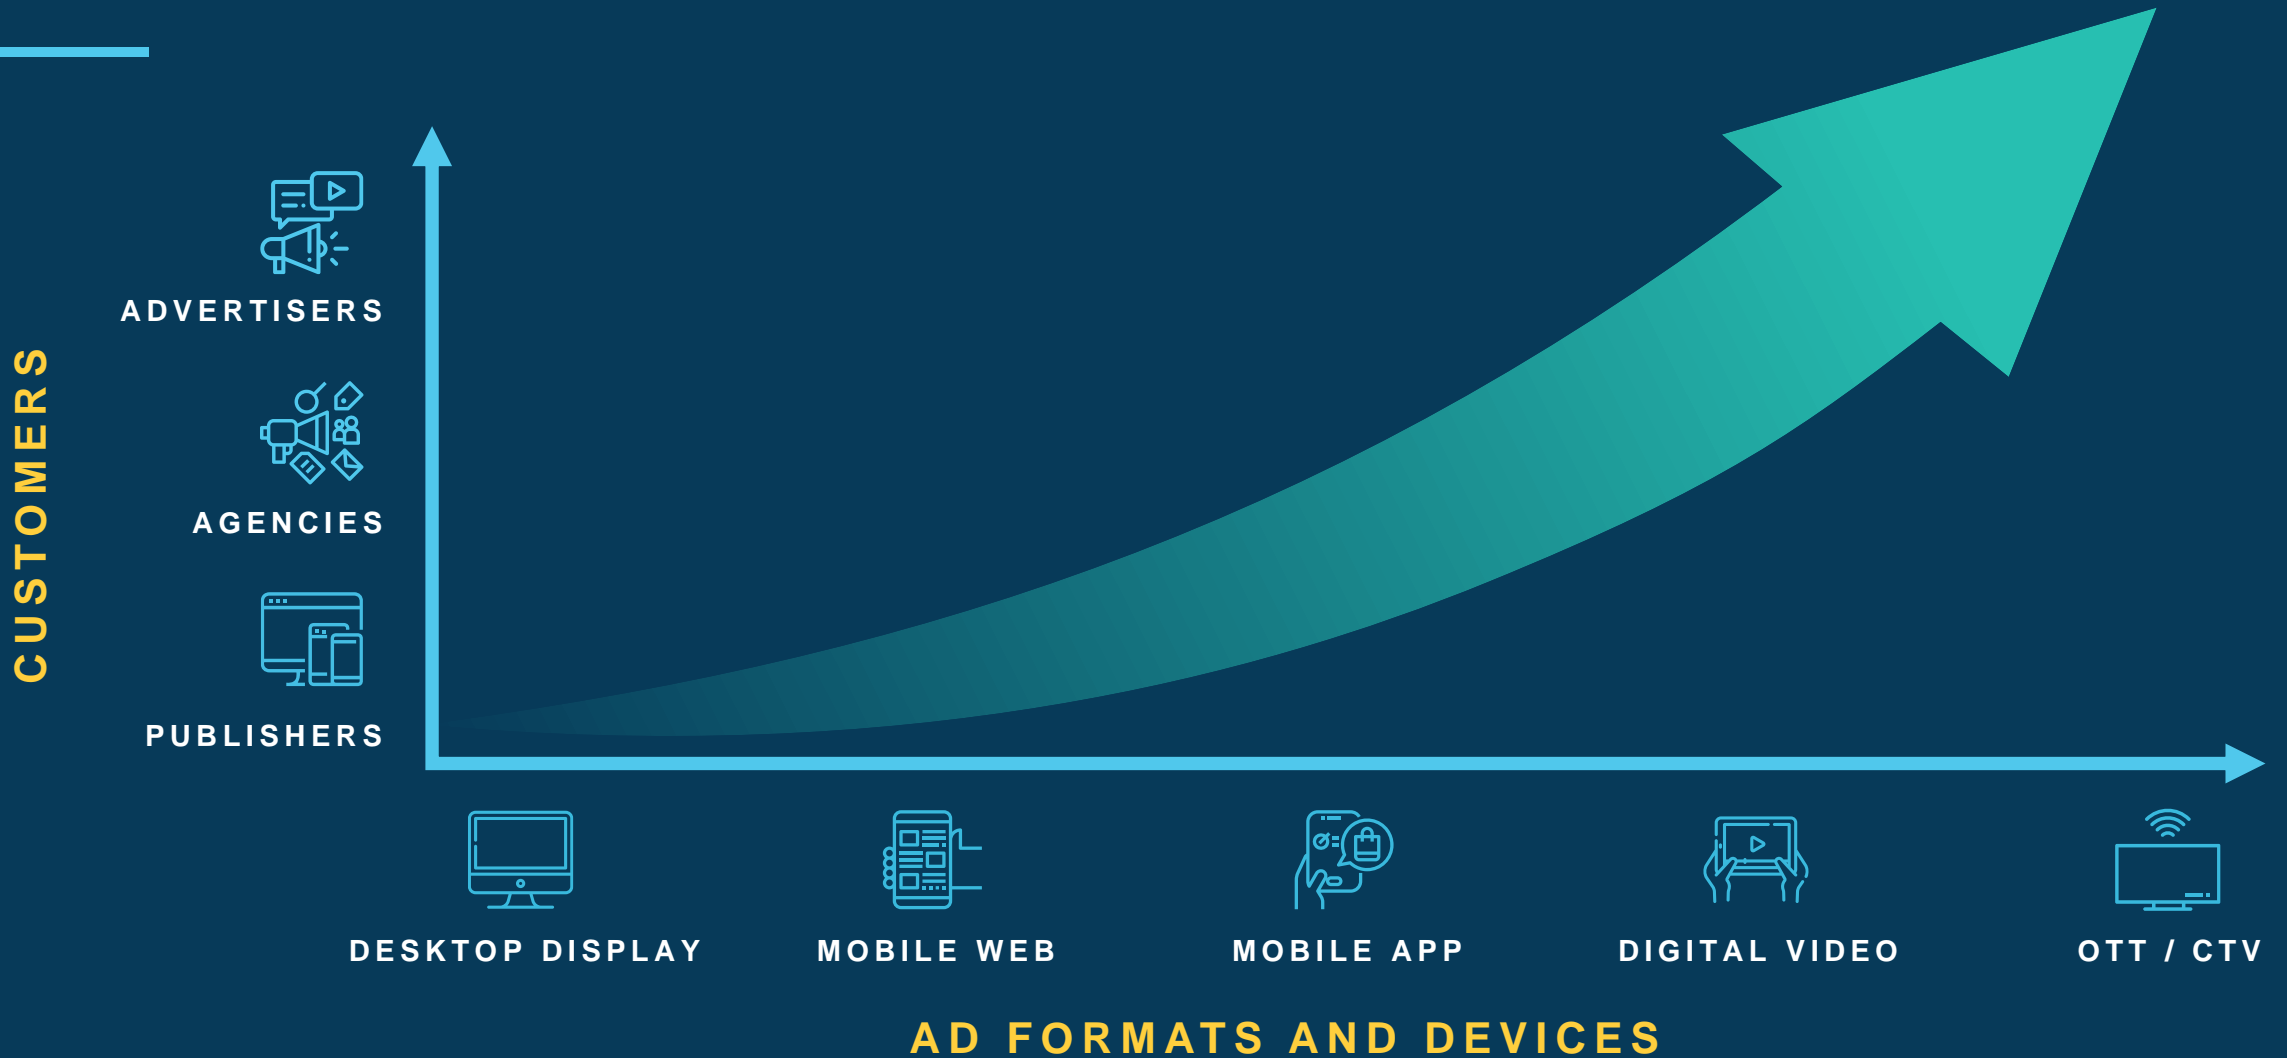 CUSTOMERS
ADVERTISERS
AGENCIES
PUBLISHERS
DESKTOP DISPLAY
MOBILE WEB
MOBILE APP
DIGITAL VIDEO
OTT / CTV
AD FORMATS AND DEVICES